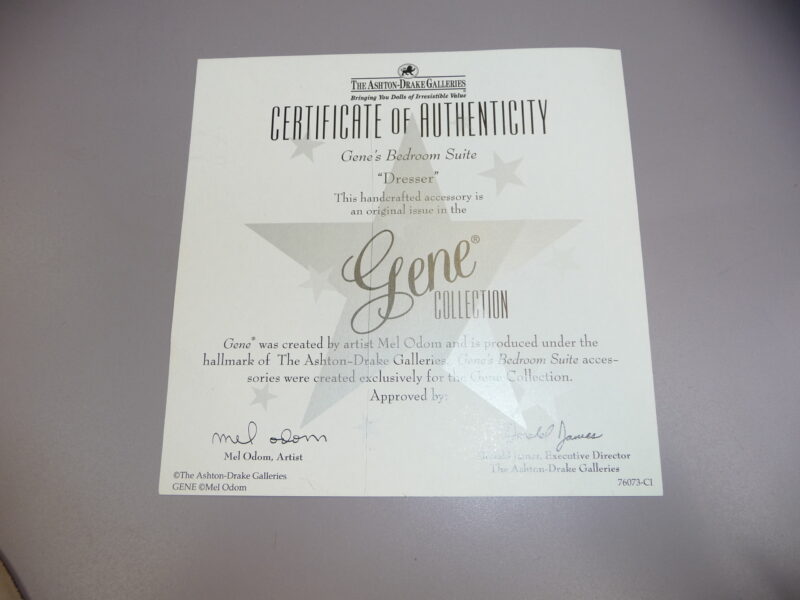 THE ASHTON-DRAKE GALLERIES
Bringing You Dolls of Irresistible Value
CERTIFICATE OF AUTHENTICITY
Gene's Bedroom Suite
"Dresser"
This handcrafted accessory is
an original issue in the
Gene®
COLLECTION
Gene® was created by artist Mel Odom and is produced under the
hallmark of The Ashton-Drake Galleries. Gene's Bedroom Suite acces-
sories were created exclusively for the Gene Collection.
Approved by:
mel odom
James
Mel Odom, Artist
James, Executive Director
The Ashton-Drake Galleries
©The Ashton-Drake Galleries
GENE ©Mel Odom
76073-C1